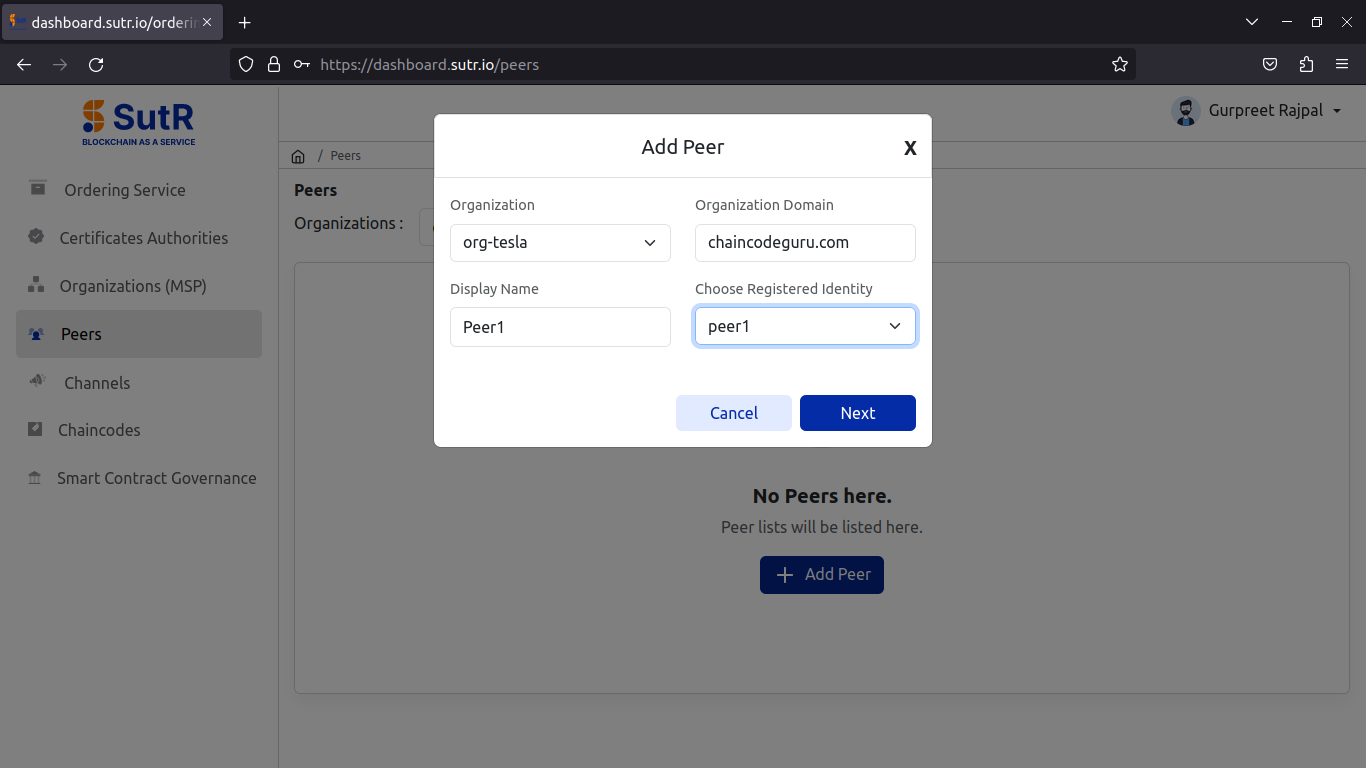 dashboard.sutr.io/orderin
https://dashboard.sutr.io/peers
SutR
BLOCKCHAIN AS A SERVICE
Gurpreet Rajpal
/ Peers
Ordering Service
Certificates Authorities
Organizations (MSP)
Peers
Channels
Chaincodes
Smart Contract Governance
Peers
Organizations :
Add Peer
X
Organization
Organization Domain
org-tesla
chaincodeguru.com
Display Name
Choose Registered Identity
Peer1
peer1
Cancel
Next
No Peers here.
Peer lists will be listed here.
Add Peer